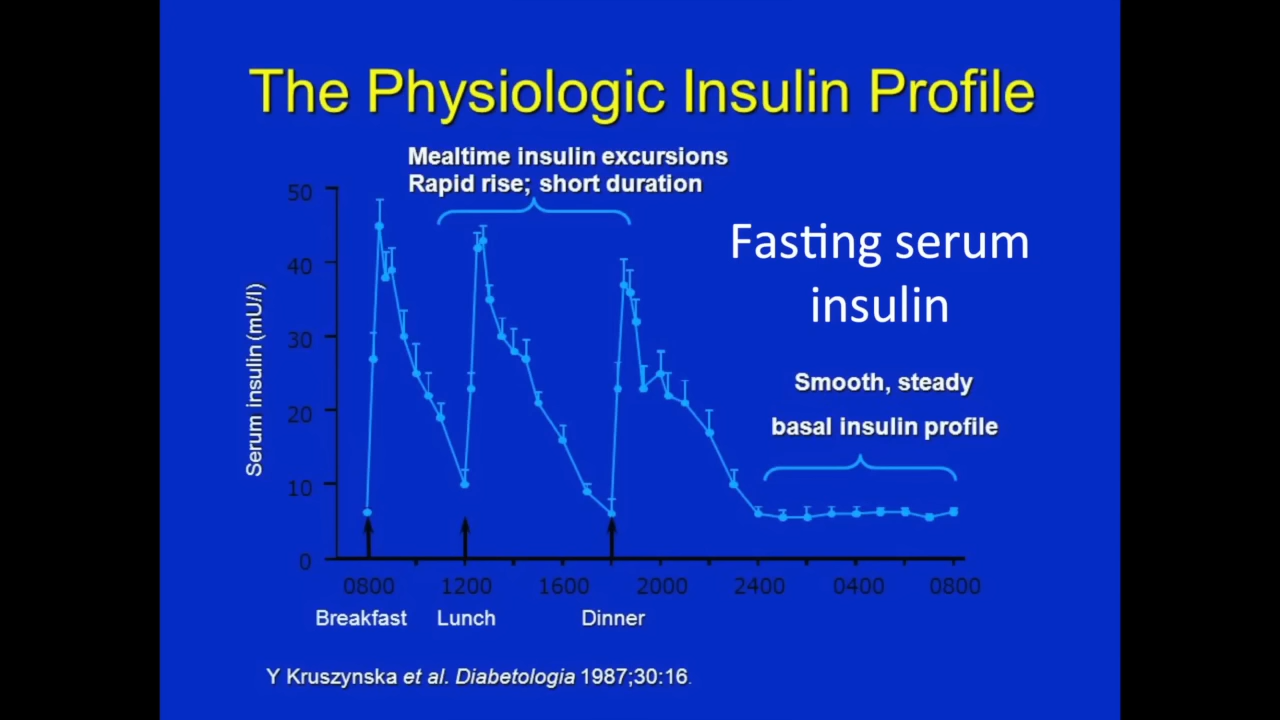 The Physiologic Insulin Profile
Mealtime insulin excursions
Rapid rise; short duration
Fasting serum
insulin
Smooth, steady
basal insulin profile
Serum insulin (mU/l)
50
40
30
20
10
0
0800 1200 1600 2000 2400 0400 0800
Breakfast Lunch Dinner
Y Kruszynska et al. Diabetologia 1987;30:16.